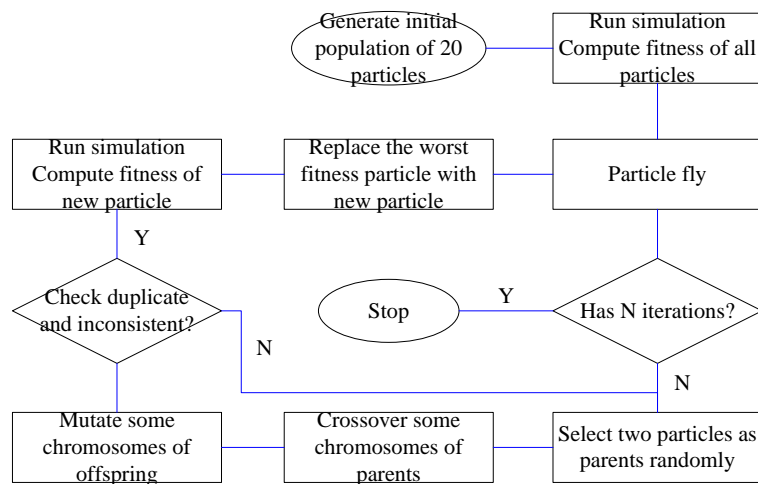 Generate initial
population of 20
particles
Run simulation
Compute fitness of all
particles
Run simulation
Compute fitness of
new particle
Replace the worst
fitness particle with
new particle
Particle fly
Y
Check duplicate
and inconsistent?
N
Stop
Y
Has N iterations?
N
Mutate some
chromosomes of
offspring
Crossover some
chromosomes of
parents
Select two particles as
parents randomly